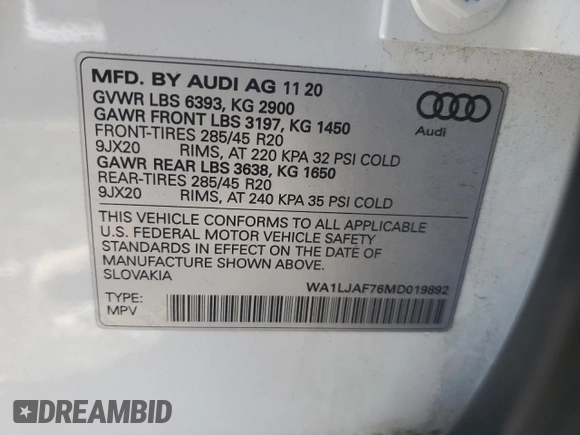 MFD. BY AUDI AG 11 20
GVWR LBS 6393, KG 2900
GAWR FRONT LBS 3197, KG 1450
FRONT-TIRES 285/45 R20
9JX20 RIMS, AT 220 KPA 32 PSI COLD
GAWR REAR LBS 3638, KG 1650
REAR-TIRES 285/45 R20
9JX20 RIMS, AT 240 KPA 35 PSI COLD
Audi
THIS VEHICLE CONFORMS TO ALL APPLICABLE
U.S. FEDERAL MOTOR VEHICLE SAFETY
STANDARDS IN EFFECT ON THE DATE OF
MANUFACTURE SHOWN ABOVE.
SLOVAKIA WA1LJAF76MD019892
TYPE:
MPV
DREAMBID